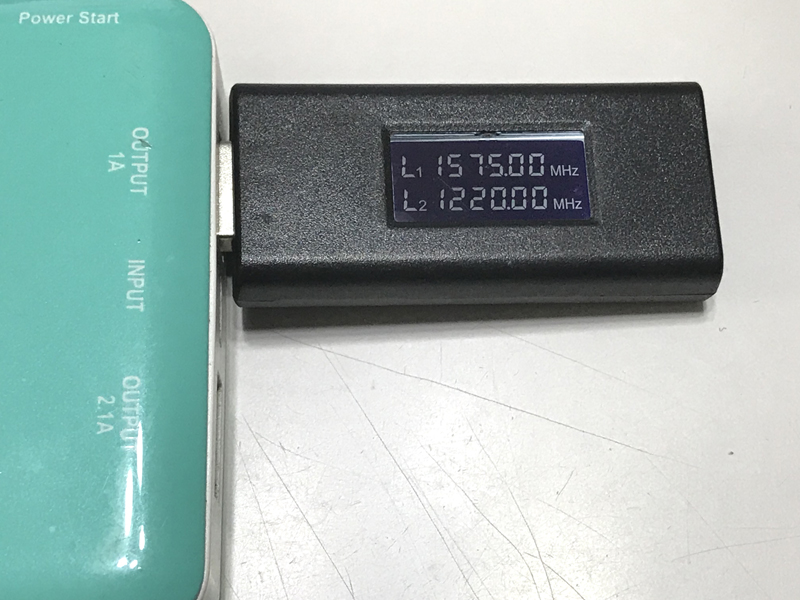 Power Start
OUTPUT
1A
INPUT
OUTPUT
2.1A
L1 1575.00 MHz
L2 1220.00 MHz